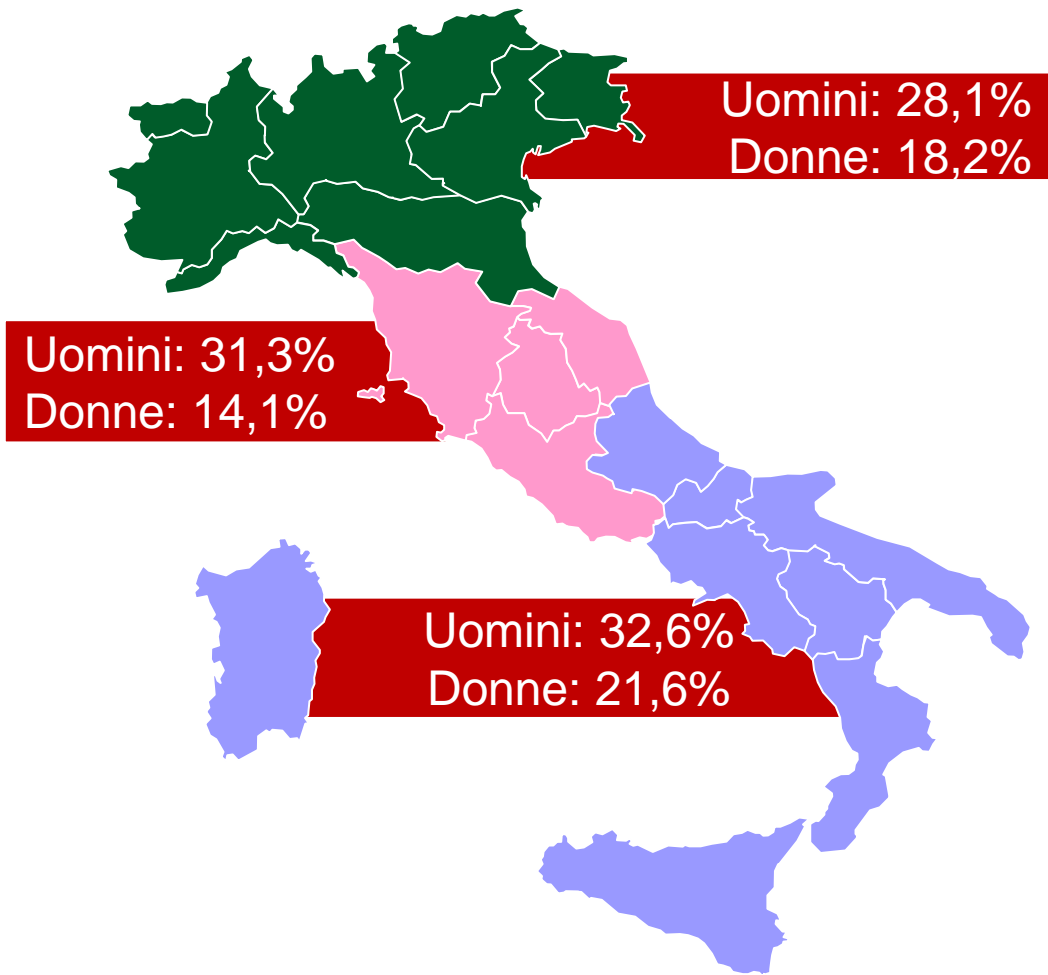 Uomini: 28,1%
Donne: 18,2%
Uomini: 31,3%
Donne: 14,1%
Uomini: 32,6%
Donne: 21,6%